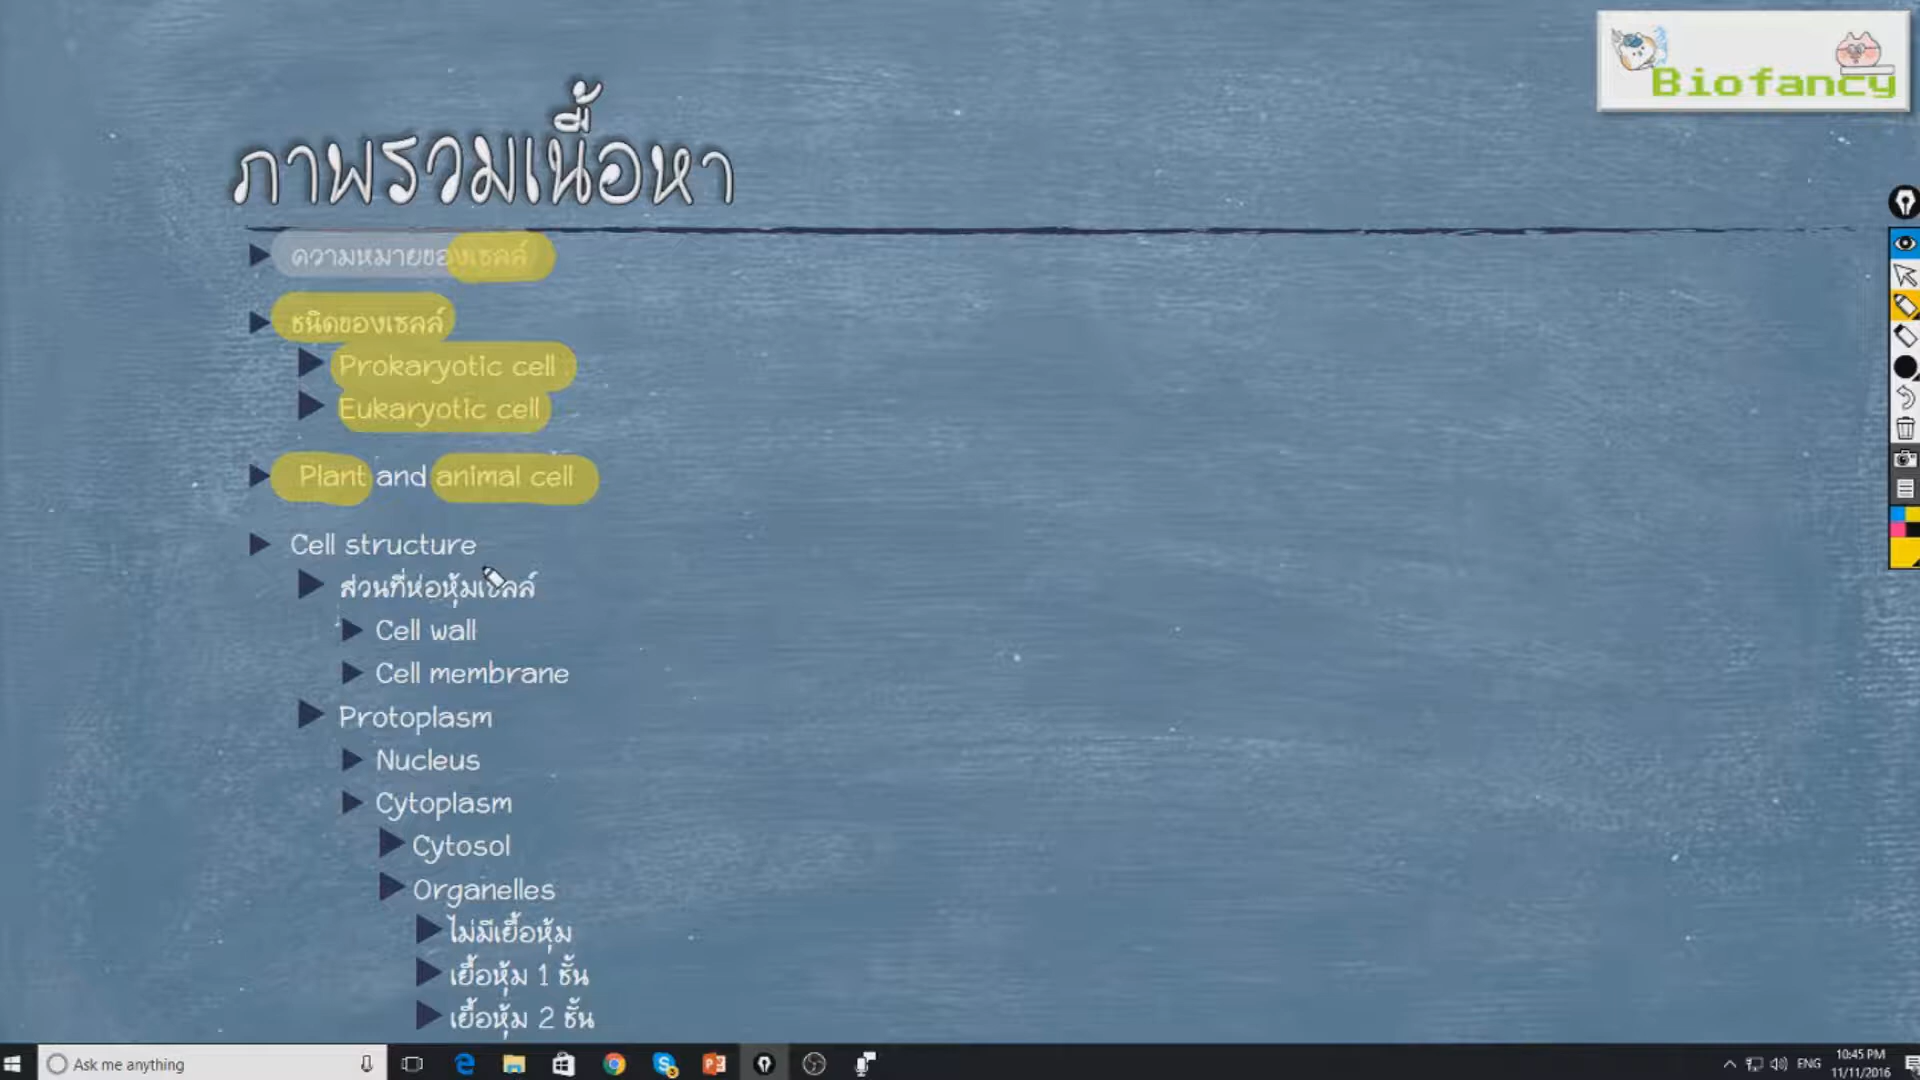 Biofancy
ภาพรวมเนื้อหา
ความหมายของเซลล์
ชนิดของเซลล์
Prokaryotic cell
Eukaryotic cell
Plant and animal cell
Cell structure
ส่วนที่ห่อหุ้มเซลล์
Cell wall
Cell membrane
Protoplasm
Nucleus
Cytoplasm
Cytosol
Organelles
ไม่มีเยื้อหุ้ม
เยื้อหุ้ม 1 ชั้น
เยื้อหุ้ม 2 ชั้น
Ask me anything
ENG
10:45 PM
11/11/2016